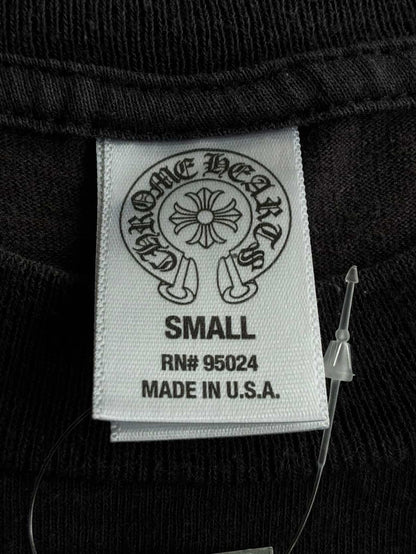 CHROME HEARTS
SMALL
RN# 95024
MADE IN U.S.A.